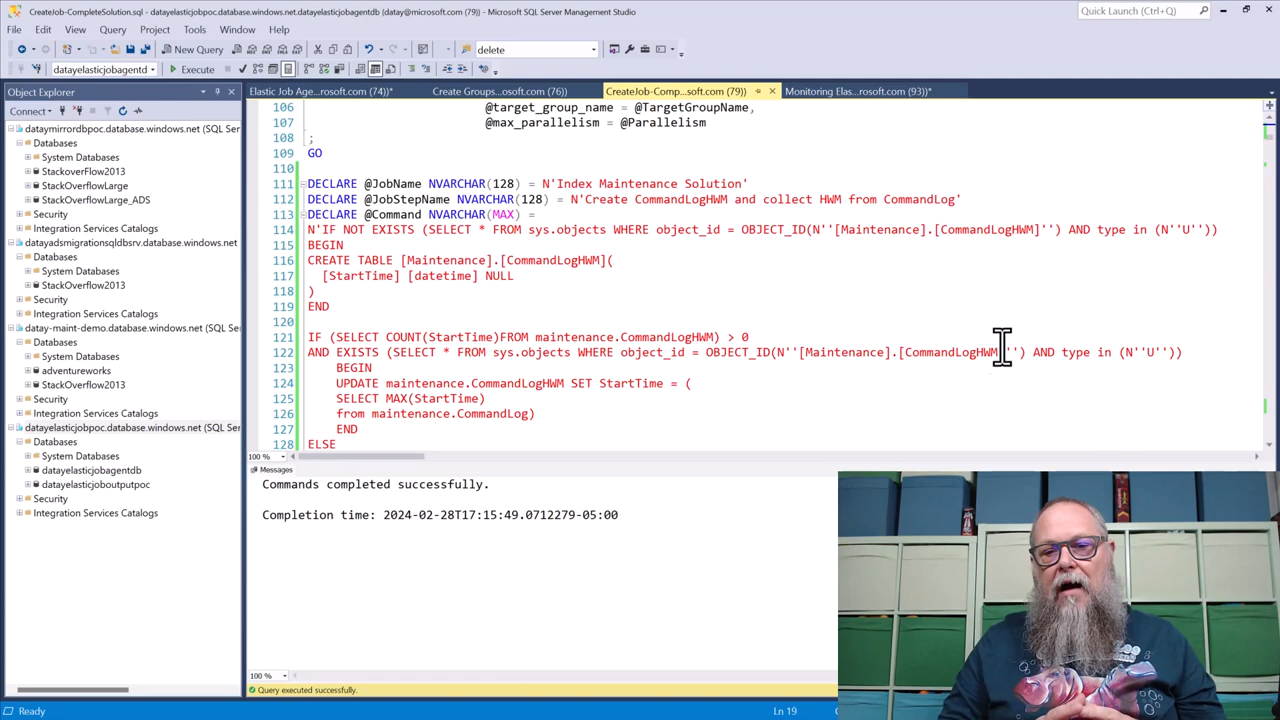 CreateJob-CompleteSolution.sql - datayelasticjobpoc.database.windows.net.datayelasticjobagentdb (datay@microsoft.com (79)) - Microsoft SQL Server Management Studio
Quick Launch (Ctrl+Q)
File Edit View Query Project Tools Window Help
New Query delete
datayelasticjobagentd Execute
Object Explorer
Connect
dataymirrordbpoc.database.windows.net (SQL Ser
Databases
System Databases
StackoverFlow2013
StackOverflowLarge
StackOverflowLarge_ADS
Security
Integration Services Catalogs
datayadsmigrationsqldbsrv.database.windows.net
Databases
System Databases
StackOverflow2013
Security
Integration Services Catalogs
datay-maint-demo.database.windows.net (SQL Ser
Databases
System Databases
adventureworks
Security
Integration Services Catalogs
datayelasticjobpoc.database.windows.net (SQL Se
Databases
System Databases
datayelasticjobagentdb
datayelasticjoboutputpoc
Security
Integration Services Catalogs
Elastic Job Age...rosoft.com (74))* Create Groups...osoft.com (76)) CreateJob-Comp...soft.com (79)) Monitoring Elas...rosoft.com (93))*
106 @target_group_name = @TargetGroupName,
107 @max_parallelism = @Parallelism
108 ;
109 GO
110
111 DECLARE @JobName NVARCHAR(128) = N'Index Maintenance Solution'
112 DECLARE @JobStepName NVARCHAR(128) = N'Create CommandLogHWM and collect HWM from CommandLog'
113 DECLARE @Command NVARCHAR(MAX) =
114 N'IF NOT EXISTS (SELECT * FROM sys.objects WHERE object_id = OBJECT_ID(N''[Maintenance].[CommandLogHWM]'') AND type in (N''U''))
115 BEGIN
116 CREATE TABLE [Maintenance].[CommandLogHWM](
117 [StartTime] [datetime] NULL
118 )
119 END
120
121 IF (SELECT COUNT(StartTime)FROM maintenance.CommandLogHWM) > 0
122 AND EXISTS (SELECT * FROM sys.objects WHERE object_id = OBJECT_ID(N''[Maintenance].[CommandLogHWM]'') AND type in (N''U''))
123 BEGIN
124 UPDATE maintenance.CommandLogHWM SET StartTime = (
125 SELECT MAX(StartTime)
126 from maintenance.CommandLog)
127 END
128 ELSE
100 %
Messages
Commands completed successfully.
Completion time: 2024-02-28T17:15:49.0712279-05:00
100 %
Query executed successfully.
Ready Ln 19